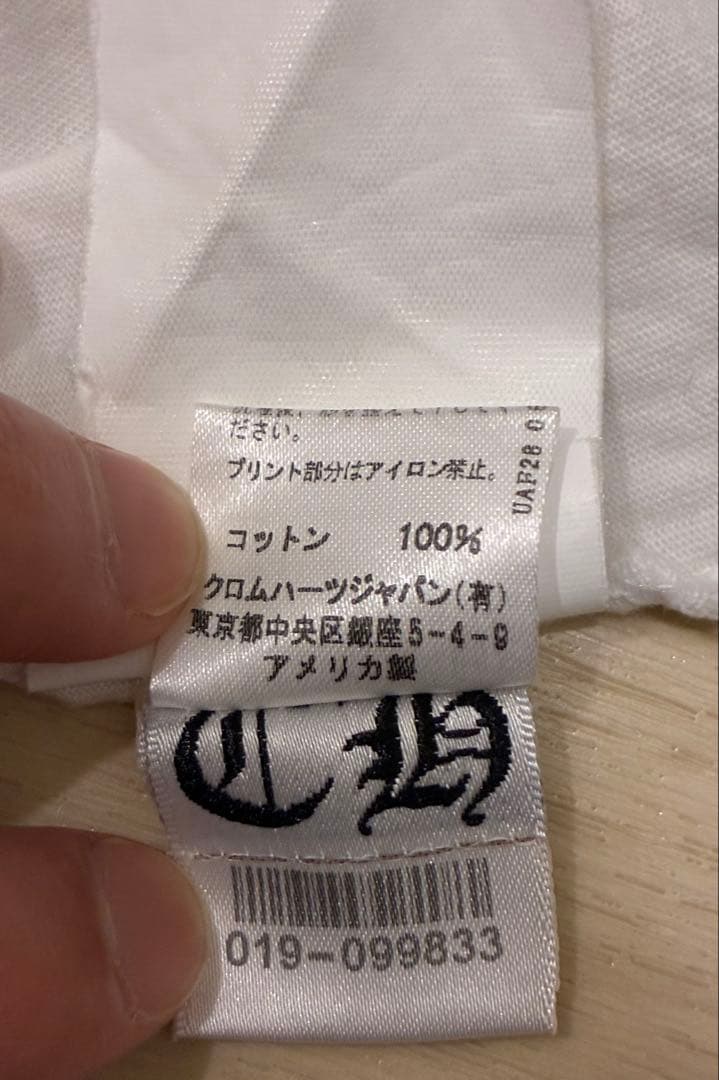 ださい。
プリント部分はアイロン禁止。
コットン 100%
クロムハーツジャパン(有)
東京都中央区銀座5-4-9
アメリカ製
UAF28
CH
019-099833